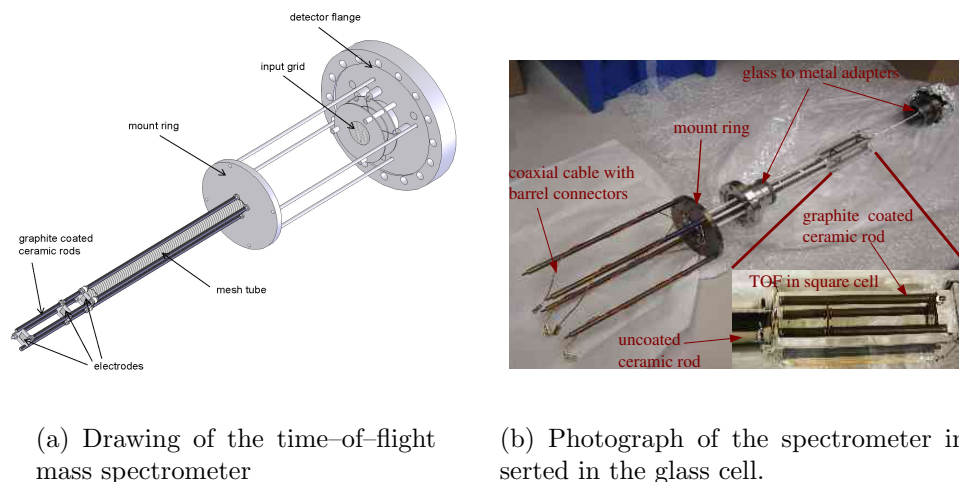 detector flange
input grid
mount ring
graphite coated
ceramic rods
mesh tube
electrodes
(a) Drawing of the time–of–flight
mass spectrometer
glass to metal adapters
mount ring
coaxial cable with
barrel connectors
graphite coated
ceramic rod
TOF in square cell
uncoated
ceramic rod
(b) Photograph of the spectrometer in
serted in the glass cell.